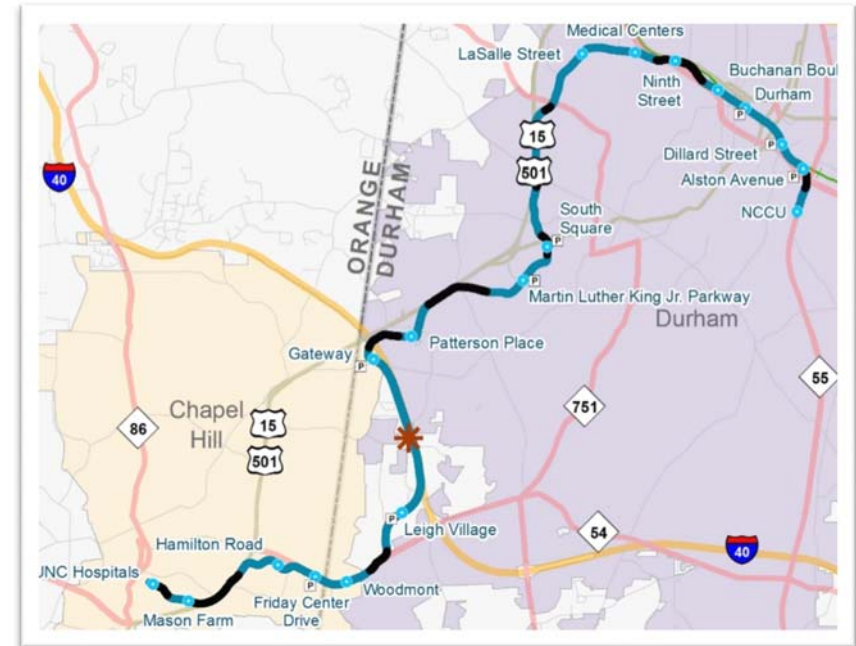 Medical Centers
LaSalle Street
Ninth
Street
Buchanan Boul
Durham
Dillard Street
Alston Avenue
NCCU
P
P
P
15
501
40
ORANGE
DURHAM
South
Square
P
P
Martin Luther King Jr. Parkway
Durham
Gateway
P
Patterson Place
55
751
Chapel
Hill
86
15
501
P
Leigh Village
54
40
Hamilton Road
UNC Hospitals
Mason Farm
Friday Center
Drive
P
Woodmont